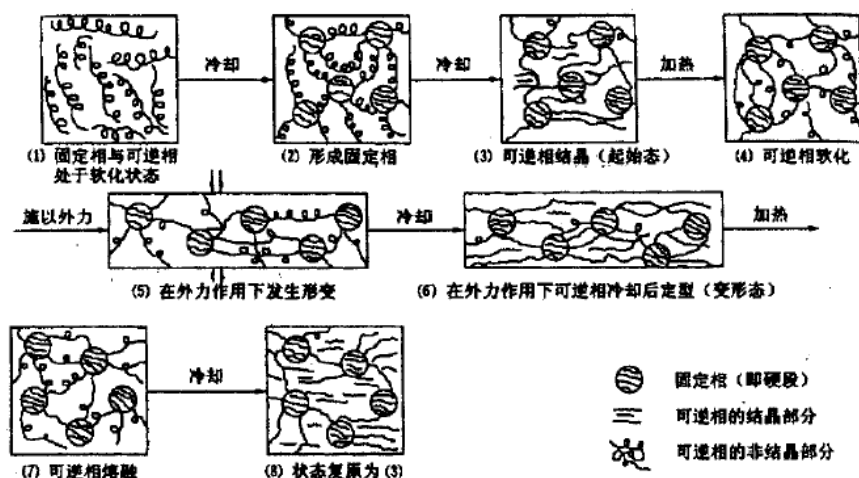 冷却
冷却
加热
(1) 固定相与可逆相
处于软化状态
(2) 形成固定相
(3) 可逆相结晶(起始态)
(4) 可逆相软化
施以外力
冷却
加热
(5) 在外力作用下发生形变
(6) 在外力作用下可逆相冷却后定型(变形态)
冷却
固定相(即硬段)
可逆相的结晶部分
可逆相的非结晶部分
(7) 可逆相熔融
(8) 状态复原为(3)